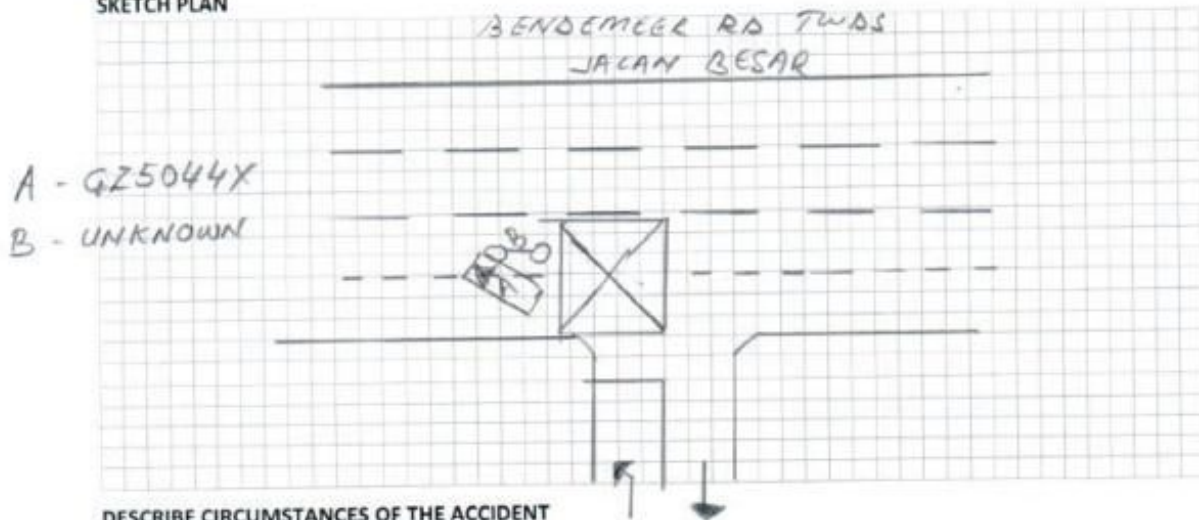 SKETCH PLAN
BENDEMEER RD TWDS
JALAN BESAR
A - GZ5044X
B - UNKNOWN
B
A
DESCRIBE CIRCUMSTANCES OF THE ACCIDENT